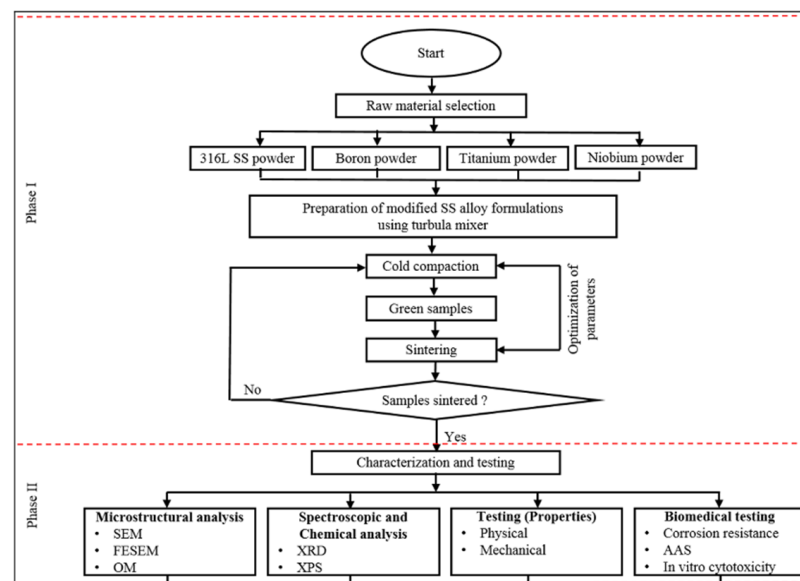 Start
Raw material selection
316L SS powder
Boron powder
Titanium powder
Niobium powder
Phase I
Preparation of modified SS alloy formulations
using turbula mixer
Cold compaction
Green samples
Optimization of
parameters
Sintering
No
Samples sintered ?
Yes
Phase II
Characterization and testing
Microstructural analysis
• SEM
• FESEM
• OM
Spectroscopic and
Chemical analysis
• XRD
• XPS
Testing (Properties)
• Physical
• Mechanical
Biomedical testing
• Corrosion resistance
• AAS
• In vitro cytotoxicity